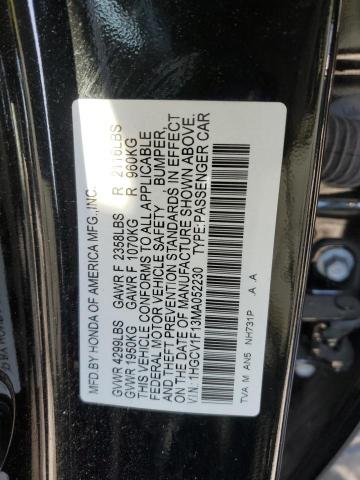 MFD. BY HONDA OF AMERICA MFG., INC.
GVWR 4299LBS GAWR F 2358LBS R 2116LBS
GVWR 1950KG GAWR F 1070KG R 960KG
THIS VEHICLE CONFORMS TO ALL APPLICABLE
FEDERAL MOTOR VEHICLE SAFETY, BUMPER,
AND THEFT PREVENTION STANDARDS IN EFFECT
ON THE DATE OF MANUFACTURE SHOWN ABOVE.
V.I.N.:1HGCV1F13MA052230 TYPE:PASSENGER CAR
TVA M AN5 NH731P .A .A